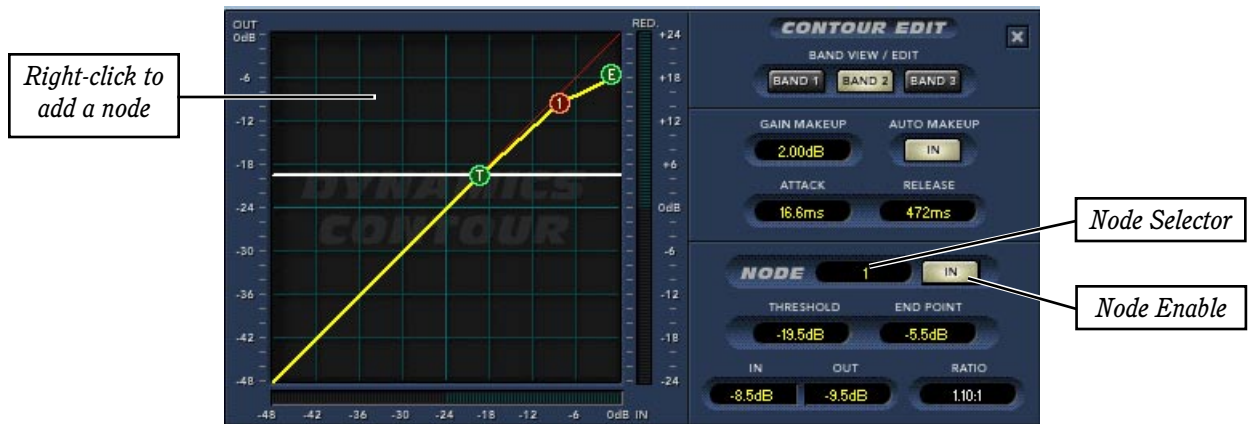 OUT
0dB
-6
-12
-18
-24
-30
-36
-42
-48
-48 -42 -36 -30 -24 -18 -12 -6 0dB IN
RED.
+24
+18
+12
+6
0dB
-6
-12
-18
-24
DYNAMICS
CONTOUR
T
1
E
Right-click to
add a node
CONTOUR EDIT
X
BAND VIEW / EDIT
BAND 1 BAND 2 BAND 3
GAIN MAKEUP AUTO MAKEUP
2.00dB IN
ATTACK RELEASE
16.6ms 472ms
NODE 1 IN
THRESHOLD END POINT
-19.5dB -5.5dB
IN OUT RATIO
-8.5dB -9.5dB 1.10:1
Node Selector
Node Enable